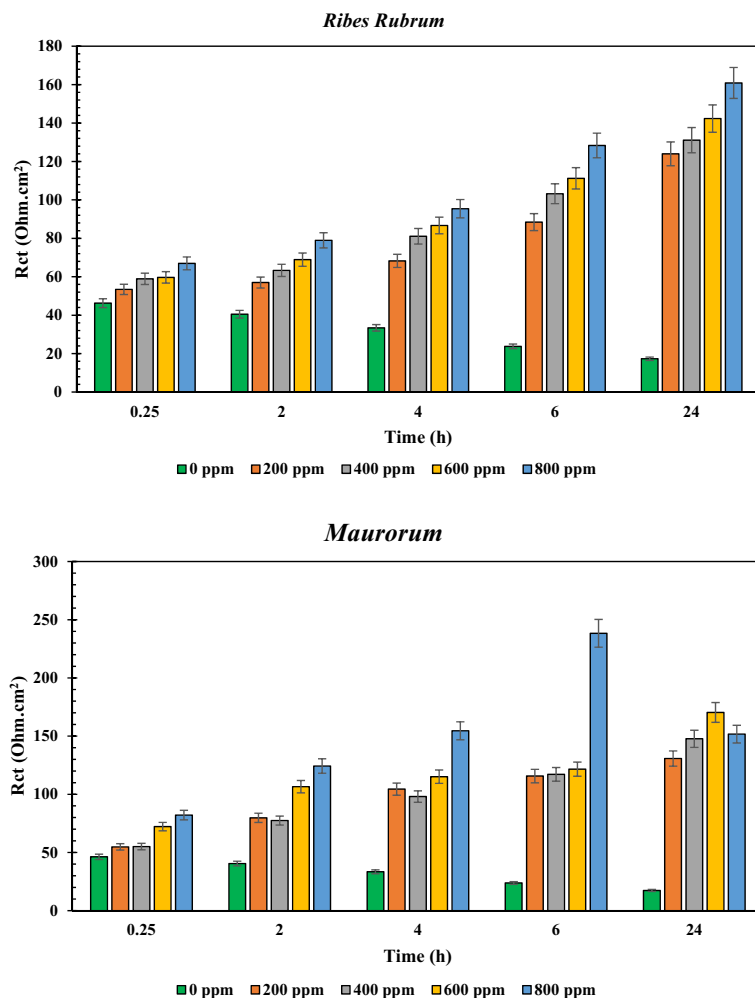 Ribes Rubrum
180
160
140
120
100
80
60
40
20
0
Rct (Ohm.cm²)
0.25 2 4 6 24
Time (h)
0 ppm 200 ppm 400 ppm 600 ppm 800 ppm
Maurorum
300
250
200
150
100
50
0
Rct (Ohm.cm²)
0.25 2 4 6 24
Time (h)
0 ppm 200 ppm 400 ppm 600 ppm 800 ppm